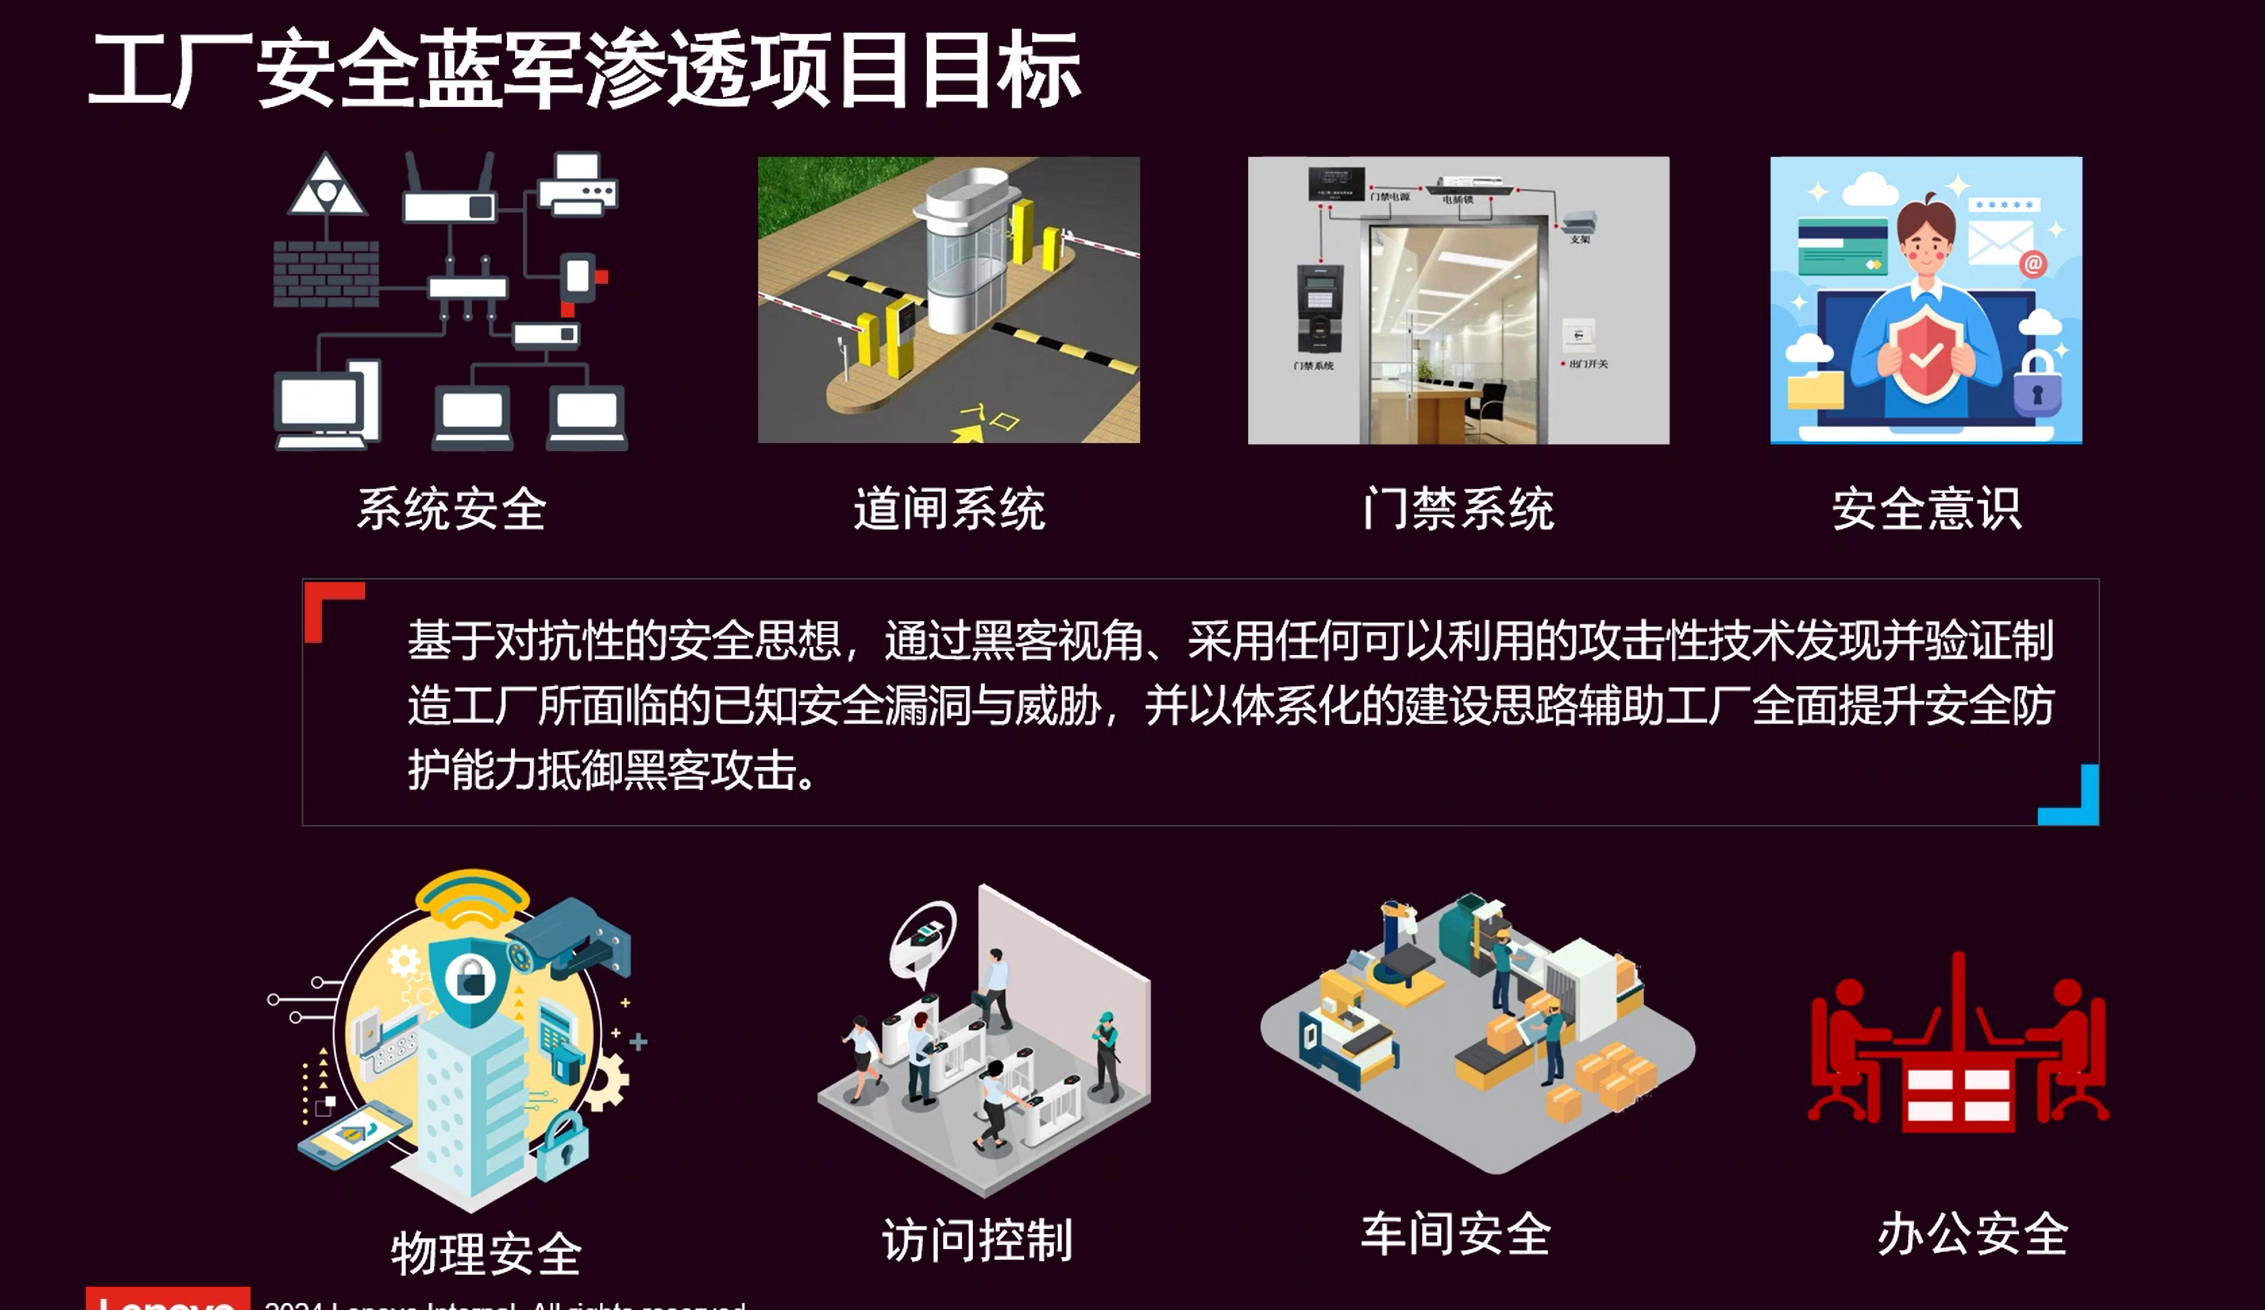 工厂安全蓝军渗透项目目标
门禁电源
电插锁
支架
门禁系统
出门开关
入口
*****
@
系统安全
道闸系统
门禁系统
安全意识
基于对抗性的安全思想，通过黑客视角、采用任何可以利用的攻击性技术发现并验证制
造工厂所面临的已知安全漏洞与威胁，并以体系化的建设思路辅助工厂全面提升安全防
护能力抵御黑客攻击。
物理安全
访问控制
车间安全
办公安全
Lenovo
2024 Lenovo Internal. All rights reserved.